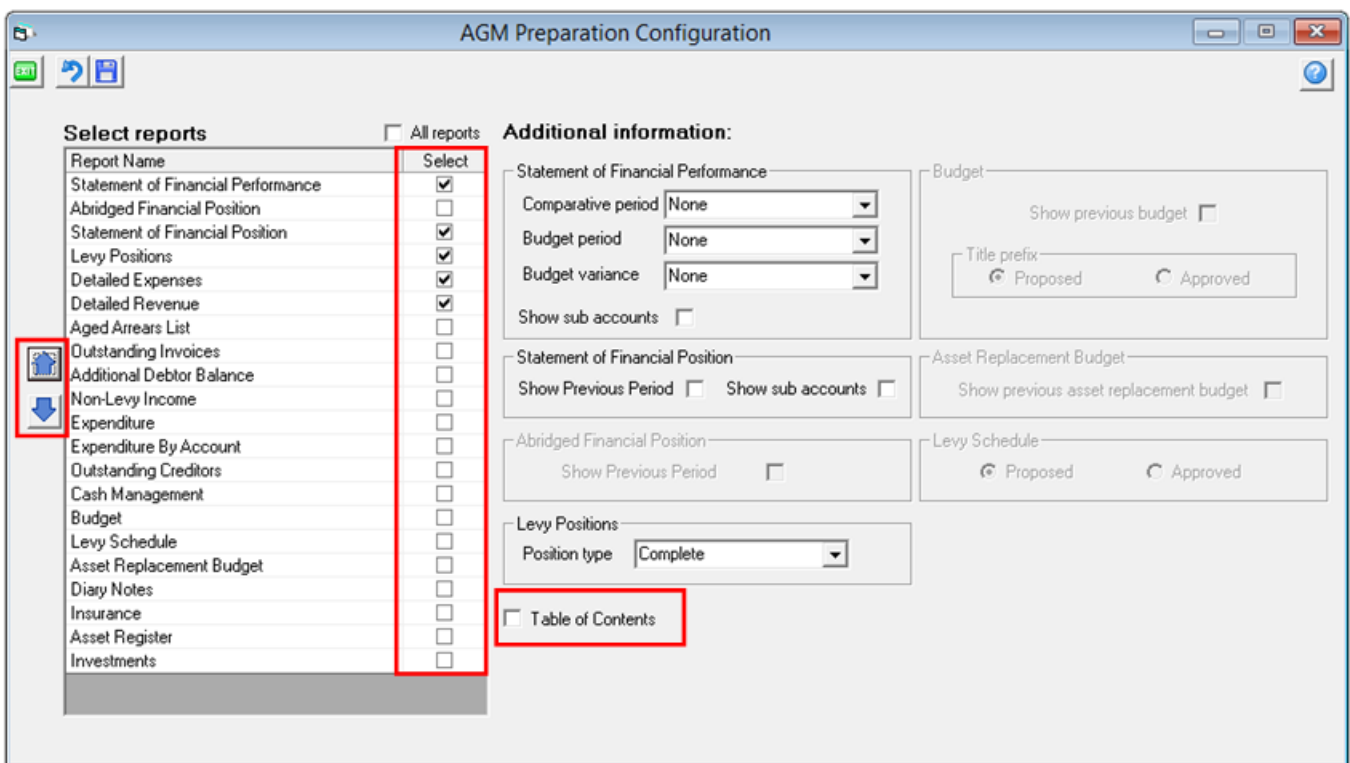 AGM Preparation Configuration
EXIT
Select reports
All reports
Report Name Select
Statement of Financial Performance
Abridged Financial Position
Statement of Financial Position
Levy Positions
Detailed Expenses
Detailed Revenue
Aged Arrears List
Outstanding Invoices
Additional Debtor Balance
Non-Levy Income
Expenditure
Expenditure By Account
Outstanding Creditors
Cash Management
Budget
Levy Schedule
Asset Replacement Budget
Diary Notes
Insurance
Asset Register
Investments
Additional information:
Statement of Financial Performance
Comparative period None
Budget period None
Budget variance None
Show sub accounts
Statement of Financial Position
Show Previous Period Show sub accounts
Abridged Financial Position
Show Previous Period
Levy Positions
Position type Complete
Table of Contents
Budget
Show previous budget
Title prefix
Proposed Approved
Asset Replacement Budget
Show previous asset replacement budget
Levy Schedule
Proposed Approved